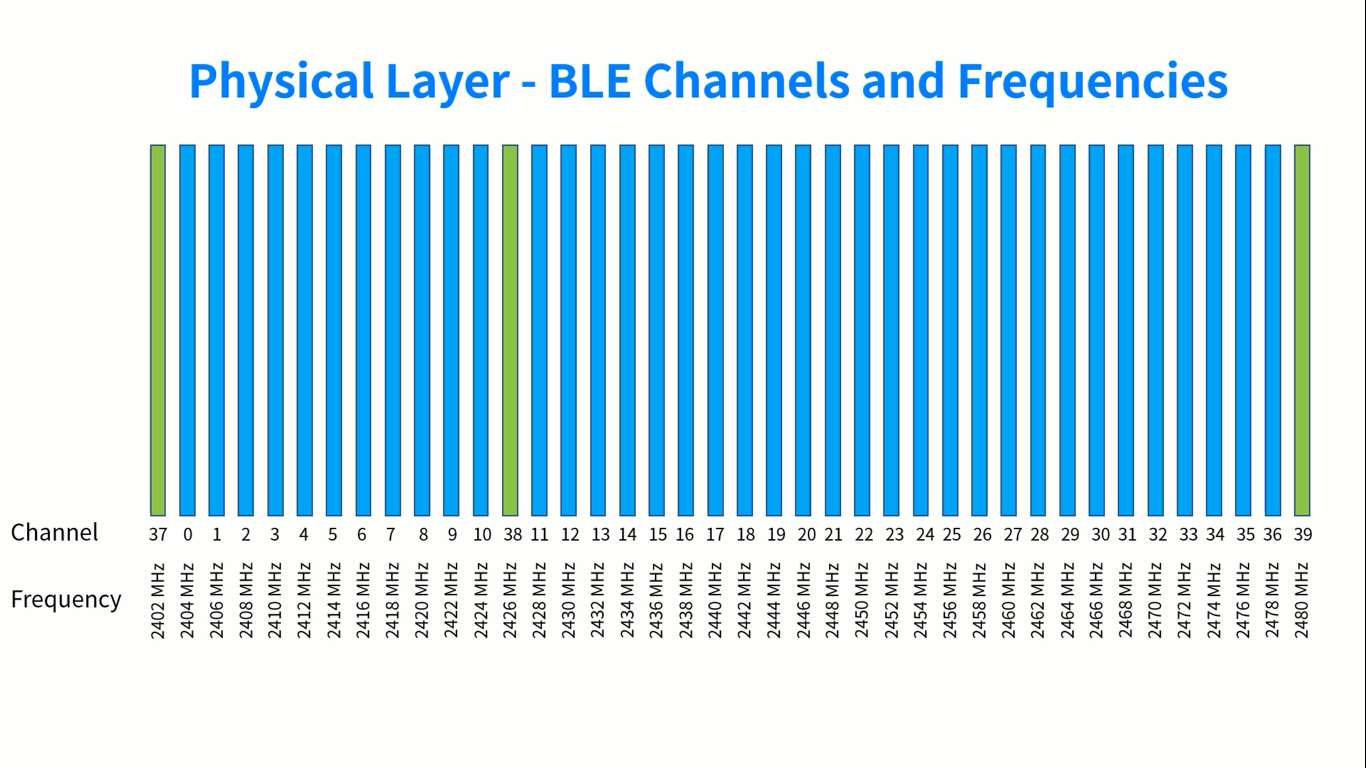 Physical Layer - BLE Channels and Frequencies
Channel 37 0 1 2 3 4 5 6 7 8 9 10 38 11 12 13 14 15 16 17 18 19 20 21 22 23 24 25 26 27 28 29 30 31 32 33 34 35 36 39
Frequency 2402 MHz 2404 MHz 2406 MHz 2408 MHz 2410 MHz 2412 MHz 2414 MHz 2416 MHz 2418 MHz 2420 MHz 2422 MHz 2424 MHz 2426 MHz 2428 MHz 2430 MHz 2432 MHz 2434 MHz 2436 MHz 2438 MHz 2440 MHz 2442 MHz 2444 MHz 2446 MHz 2448 MHz 2450 MHz 2452 MHz 2454 MHz 2456 MHz 2458 MHz 2460 MHz 2462 MHz 2464 MHz 2466 MHz 2468 MHz 2470 MHz 2472 MHz 2474 MHz 2476 MHz 2478 MHz 2480 MHz